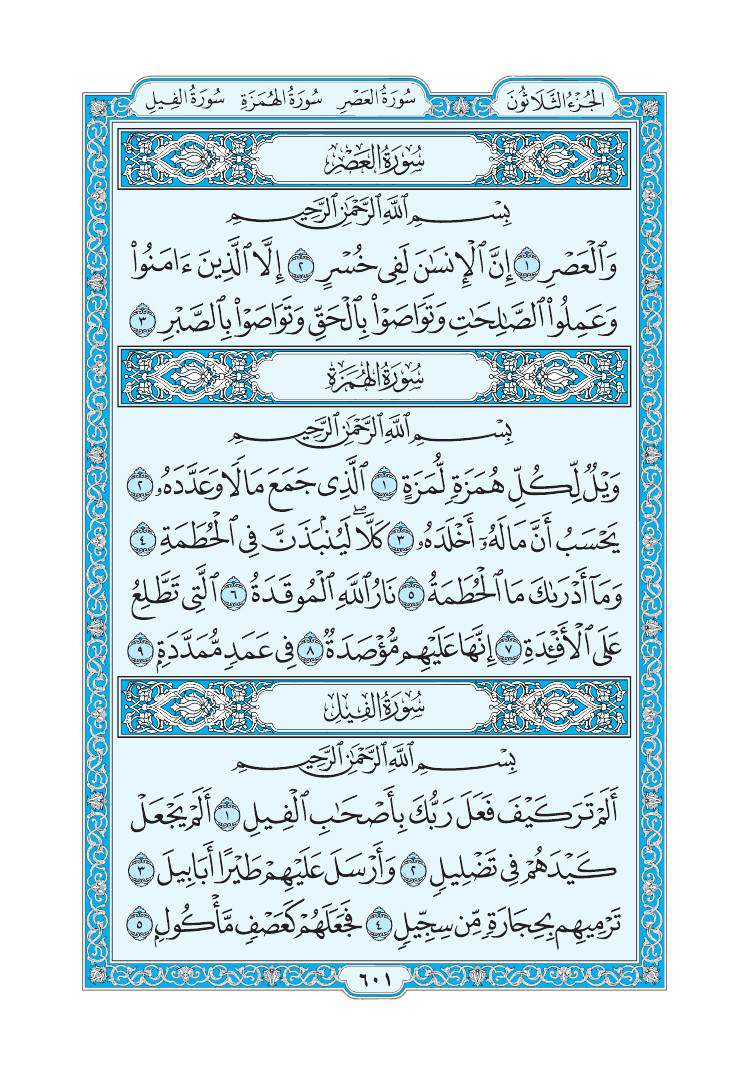 الجُزْءُ الثَّلَاثُونَ سُورَةُ العَصْرِ سُورَةُ الهُمَزَةِ سُورَةُ الفِيلِ
سُورَةُ العَصْرِ
بِسْمِ ٱللَّهِ ٱلرَّحْمَٰنِ ٱلرَّحِيمِ
وَٱلْعَصْرِ ١ إِنَّ ٱلْإِنسَٰنَ لَفِى خُسْرٍ ٢ إِلَّا ٱلَّذِينَ ءَامَنُوا۟
وَعَمِلُوا۟ ٱلصَّٰلِحَٰتِ وَتَوَاصَوْا۟ بِٱلْحَقِّ وَتَوَاصَوْا۟ بِٱلصَّبْرِ ٣
سُورَةُ الهُمَزَةِ
بِسْمِ ٱللَّهِ ٱلرَّحْمَٰنِ ٱلرَّحِيمِ
وَيْلٌ لِّكُلِّ هُمَزَةٍ لُّمَزَةٍ ١ ٱلَّذِى جَمَعَ مَالًا وَعَدَّدَهُۥ ٢
يَحْسَبُ أَنَّ مَالَهُۥٓ أَخْلَدَهُۥ ٣ كَلَّا ۖ لَيُنۢبَذَنَّ فِى ٱلْحُطَمَةِ ٤
وَمَآ أَدْرَىٰكَ مَا ٱلْحُطَمَةُ ٥ نَارُ ٱللَّهِ ٱلْمُوقَدَةُ ٦ ٱلَّتِى تَطَّلِعُ
عَلَى ٱلْأَفْـِٔدَةِ ٧ إِنَّهَا عَلَيْهِم مُّؤْصَدَةٌ ٨ فِى عَمَدٍ مُّمَدَّدَةٍۭ ٩
سُورَةُ الفِيلِ
بِسْمِ ٱللَّهِ ٱلرَّحْمَٰنِ ٱلرَّحِيمِ
أَلَمْ تَرَ كَيْفَ فَعَلَ رَبُّكَ بِأَصْحَٰبِ ٱلْفِيلِ ١ أَلَمْ يَجْعَلْ
كَيْدَهُمْ فِى تَضْلِيلٍ ٢ وَأَرْسَلَ عَلَيْهِمْ طَيْرًا أَبَابِيلَ ٣
تَرْمِيهِم بِحِجَارَةٍ مِّن سِجِّيلٍ ٤ فَجَعَلَهُمْ كَعَصْفٍ مَّأْكُولٍۭ ٥
٦٠١